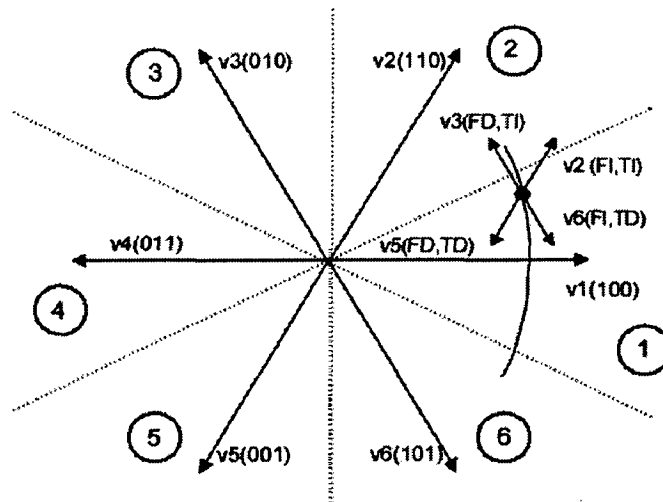 2
3
v3(010)
v2(110)
v3(FD,TI)
v2 (FI,TI)
v6(FI,TD)
v4(011)
v5(FD,TD)
v1(100)
4
1
5
v5(001)
v6(101)
6